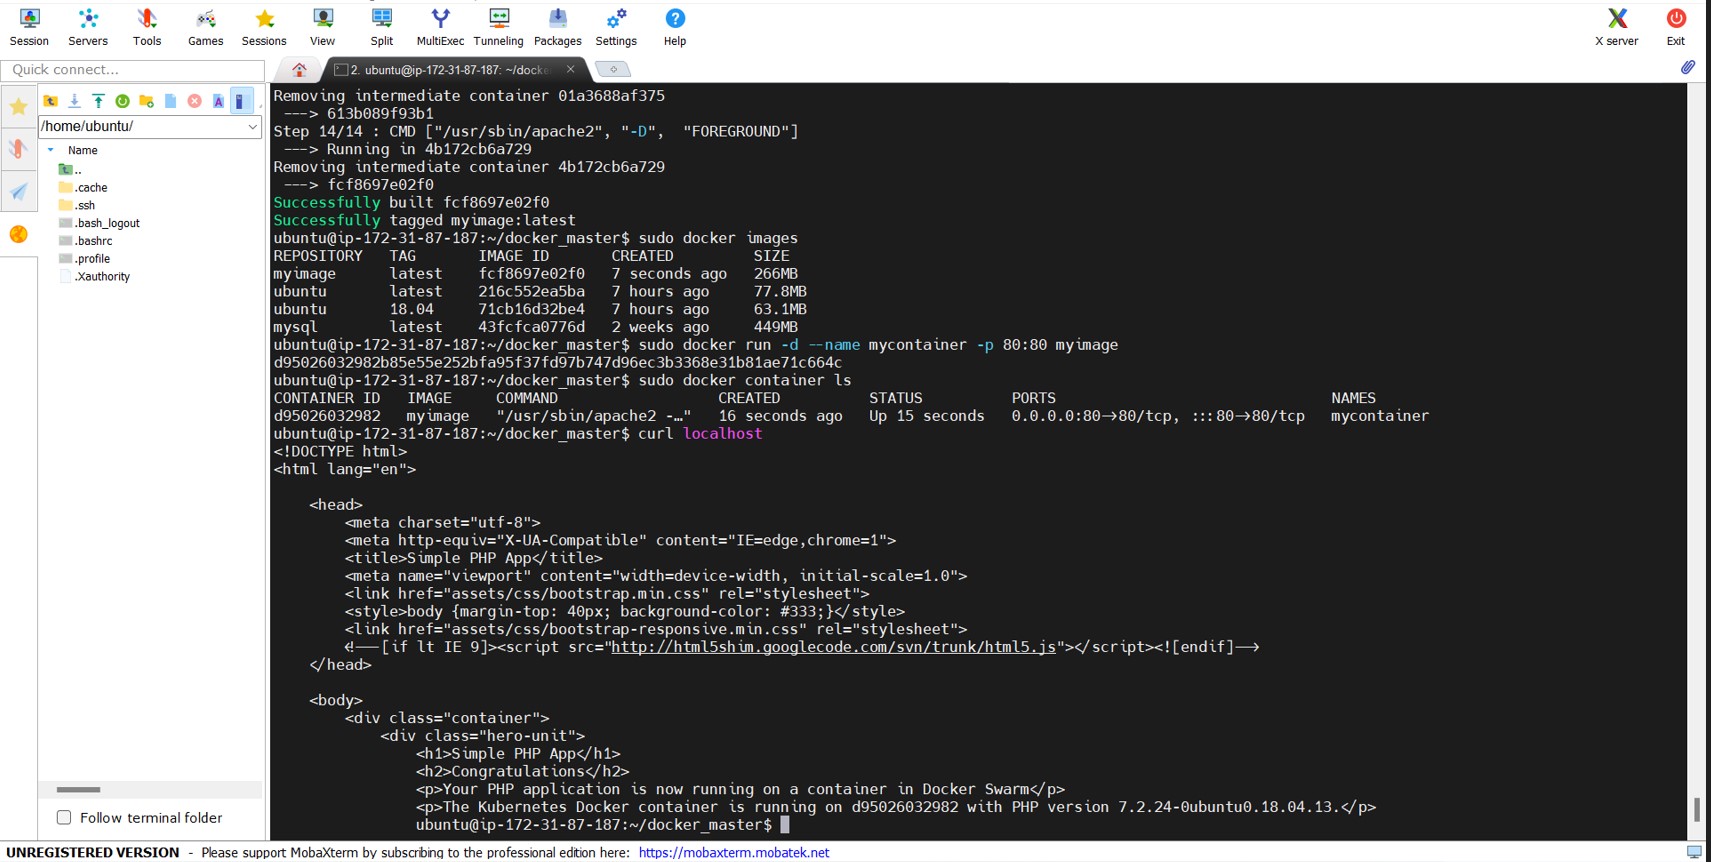 Session
Servers
Tools
Games
Sessions
View
Split
MultiExec
Tunneling
Packages
Settings
Help
X server
Exit
Quick connect...
2. ubuntu@ip-172-31-87-187: ~/docke
/home/ubuntu/
Name
..
.cache
.ssh
.bash_logout
.bashrc
.profile
.Xauthority
Follow terminal folder
Removing intermediate container 01a3688af375
---> 613b089f93b1
Step 14/14 : CMD ["/usr/sbin/apache2", "-D",  "FOREGROUND"]
---> Running in 4b172cb6a729
Removing intermediate container 4b172cb6a729
---> fcf8697e02f0
Successfully built fcf8697e02f0
Successfully tagged myimage:latest
ubuntu@ip-172-31-87-187:~/docker_master$ sudo docker images
REPOSITORY   TAG       IMAGE ID       CREATED         SIZE
myimage      latest    fcf8697e02f0   7 seconds ago   266MB
ubuntu       latest    216c552ea5ba   7 hours ago     77.8MB
ubuntu       18.04     71cb16d32be4   7 hours ago     63.1MB
mysql        latest    43fcfca0776d   2 weeks ago     449MB
ubuntu@ip-172-31-87-187:~/docker_master$ sudo docker run -d --name mycontainer -p 80:80 myimage
d95026032982b85e55e252bfa95f37fd97b747d96ec3b3368e31b81ae71c664c
ubuntu@ip-172-31-87-187:~/docker_master$ sudo docker container ls
CONTAINER ID   IMAGE     COMMAND                  CREATED          STATUS          PORTS                               NAMES
d95026032982   myimage   "/usr/sbin/apache2 -…"   16 seconds ago   Up 15 seconds   0.0.0.0:80->80/tcp, :::80->80/tcp   mycontainer
ubuntu@ip-172-31-87-187:~/docker_master$ curl localhost
<!DOCTYPE html>
<html lang="en">
<head>
<meta charset="utf-8">
<meta http-equiv="X-UA-Compatible" content="IE=edge,chrome=1">
<title>Simple PHP App</title>
<meta name="viewport" content="width=device-width, initial-scale=1.0">
<link href="assets/css/bootstrap.min.css" rel="stylesheet">
<style>body {margin-top: 40px; background-color: #333;}</style>
<link href="assets/css/bootstrap-responsive.min.css" rel="stylesheet">
<!--[if lt IE 9]><script src="http://html5shim.googlecode.com/svn/trunk/html5.js"></script><![endif]-->
</head>
<body>
<div class="container">
<div class="hero-unit">
<h1>Simple PHP App</h1>
<h2>Congratulations</h2>
<p>Your PHP application is now running on a container in Docker Swarm</p>
<p>The Kubernetes Docker container is running on d95026032982 with PHP version 7.2.24-0ubuntu0.18.04.13.</p>
ubuntu@ip-172-31-87-187:~/docker_master$
UNREGISTERED VERSION  -  Please support MobaXterm by subscribing to the professional edition here:  https://mobaxterm.mobatek.net